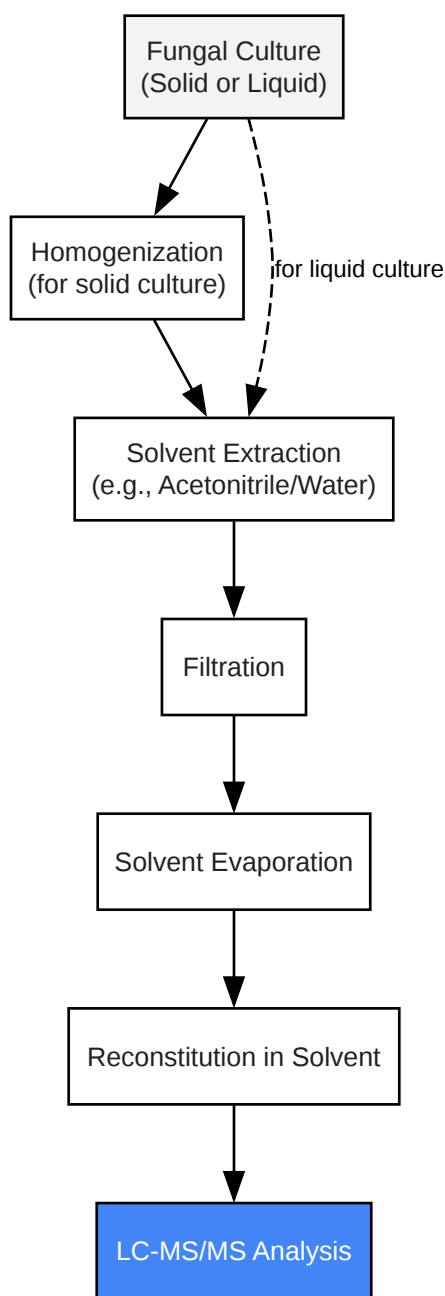 Fungal Culture
(Solid or Liquid)
Homogenization
(for solid culture)
for liquid culture
Solvent Extraction
(e.g., Acetonitrile/Water)
Filtration
Solvent Evaporation
Reconstitution in Solvent
LC-MS/MS Analysis